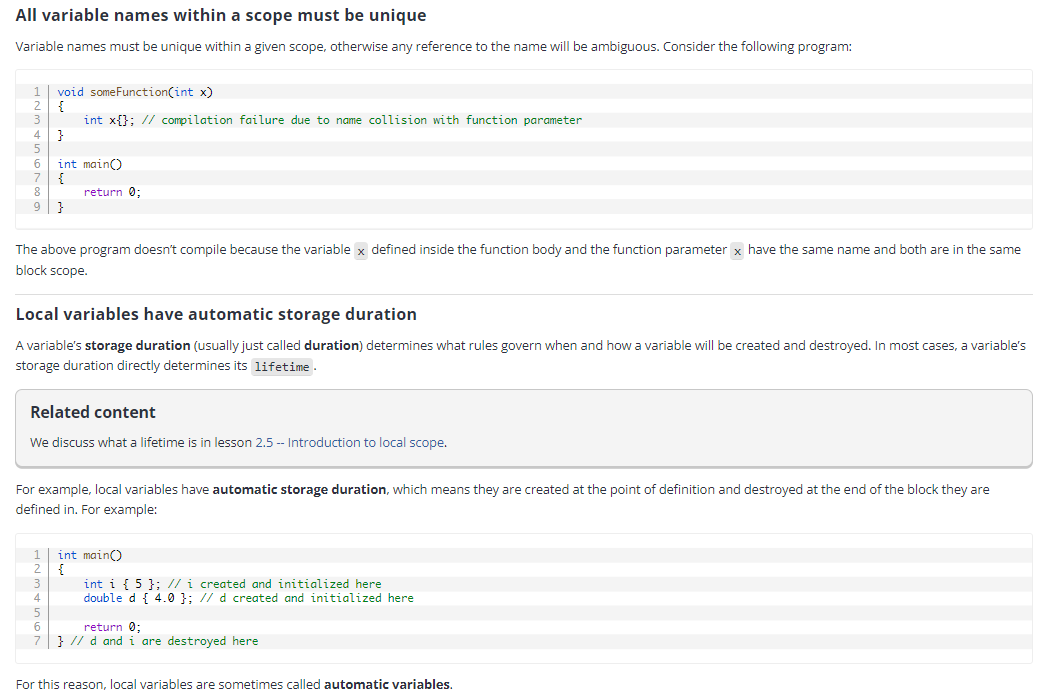 All variable names within a scope must be unique
Variable names must be unique within a given scope, otherwise any reference to the name will be ambiguous. Consider the following program:
1 void someFunction(int x)
2 {
3     int x{}; // compilation failure due to name collision with function parameter
4 }
5
6 int main()
7 {
8     return 0;
9 }
The above program doesn't compile because the variable x defined inside the function body and the function parameter x have the same name and both are in the same
block scope.
Local variables have automatic storage duration
A variable's storage duration (usually just called duration) determines what rules govern when and how a variable will be created and destroyed. In most cases, a variable's
storage duration directly determines its lifetime.
Related content
We discuss what a lifetime is in lesson 2.5 -- Introduction to local scope.
For example, local variables have automatic storage duration, which means they are created at the point of definition and destroyed at the end of the block they are
defined in. For example:
1 int main()
2 {
3     int i { 5 }; // i created and initialized here
4     double d { 4.0 }; // d created and initialized here
5
6     return 0;
7 } // d and i are destroyed here
For this reason, local variables are sometimes called automatic variables.